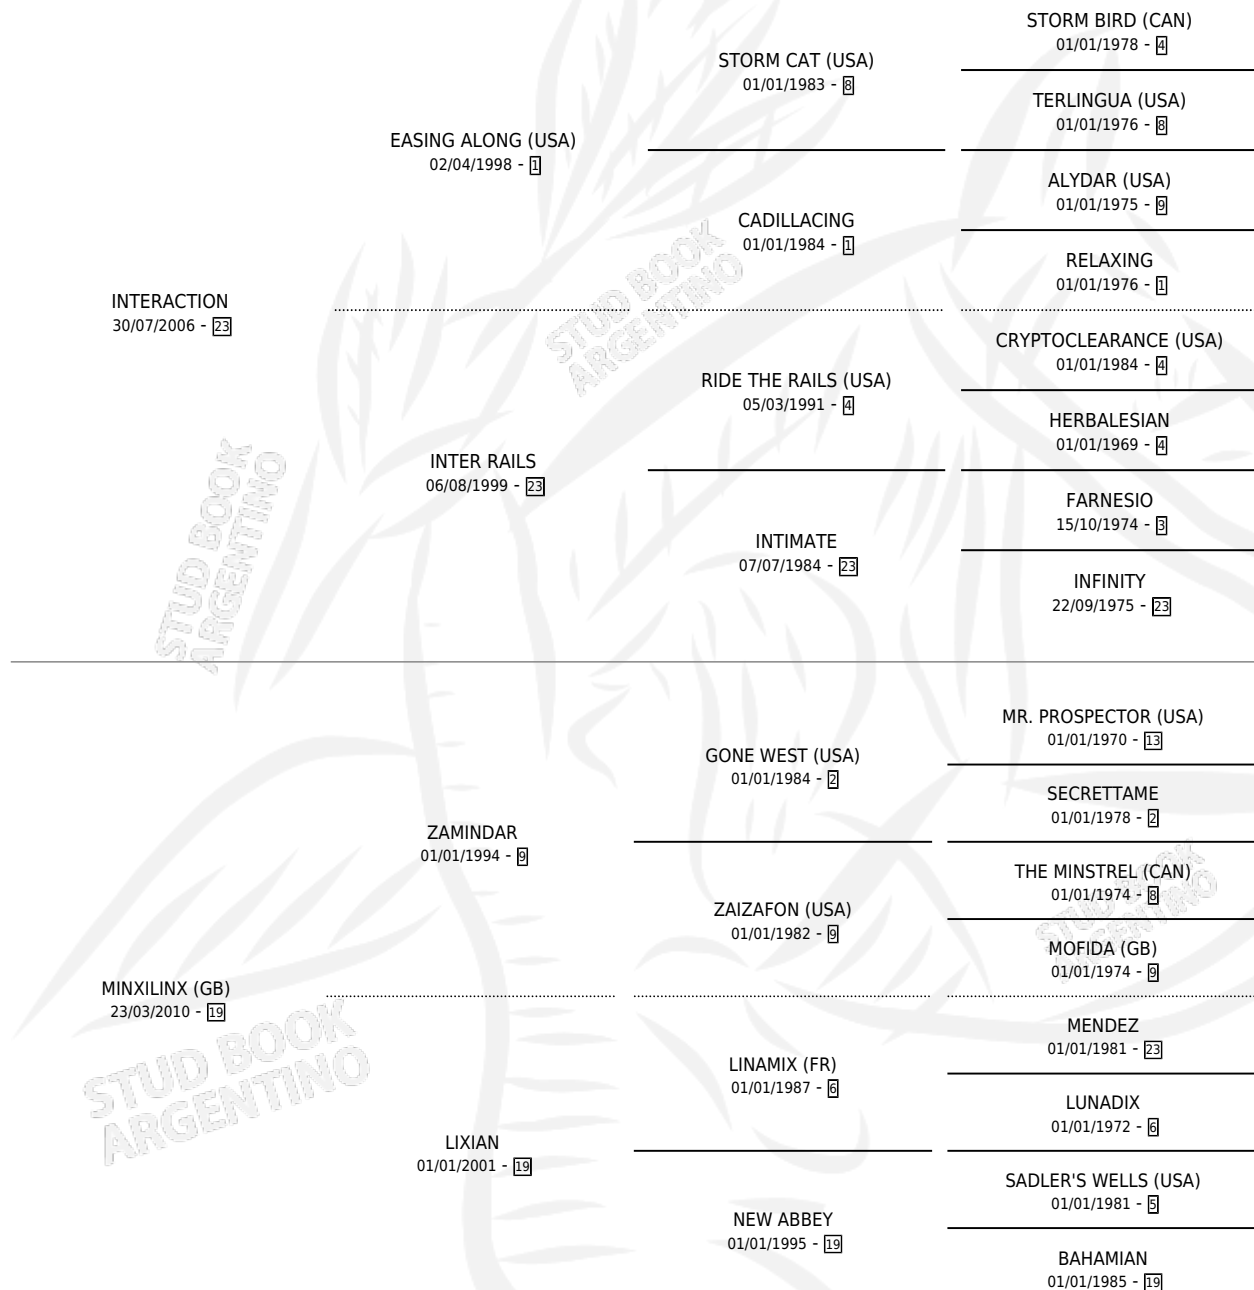 STORM BIRD (CAN)
01/01/1978 - 4
STORM CAT (USA)
01/01/1983 - 8
TERLINGUA (USA)
01/01/1976 - 8
EASING ALONG (USA)
02/04/1998 - 1
ALYDAR (USA)
01/01/1975 - 9
CADILLACING
01/01/1984 - 1
RELAXING
01/01/1976 - 1
INTERACTION
30/07/2006 - 23
CRYPTOCLEARANCE (USA)
01/01/1984 - 4
RIDE THE RAILS (USA)
05/03/1991 - 4
HERBALESIAN
01/01/1969 - 4
INTER RAILS
06/08/1999 - 23
FARNESIO
15/10/1974 - 3
INTIMATE
07/07/1984 - 23
INFINITY
22/09/1975 - 23
MR. PROSPECTOR (USA)
01/01/1970 - 13
GONE WEST (USA)
01/01/1984 - 2
SECRETTAME
01/01/1978 - 2
ZAMINDAR
01/01/1994 - 9
THE MINSTREL (CAN)
01/01/1974 - 8
ZAIZAFON (USA)
01/01/1982 - 9
MOFIDA (GB)
01/01/1974 - 9
MINXILINX (GB)
23/03/2010 - 19
MENDEZ
01/01/1981 - 23
LINAMIX (FR)
01/01/1987 - 6
LUNADIX
01/01/1972 - 6
LIXIAN
01/01/2001 - 19
SADLER'S WELLS (USA)
01/01/1981 - 5
NEW ABBEY
01/01/1995 - 19
BAHAMIAN
01/01/1985 - 19
STUD BOOK
ARGENTINO
STUD BOOK
ARGENTINO
STUD BOOK
ARGENTINO
STUD BOOK
ARGENTINO